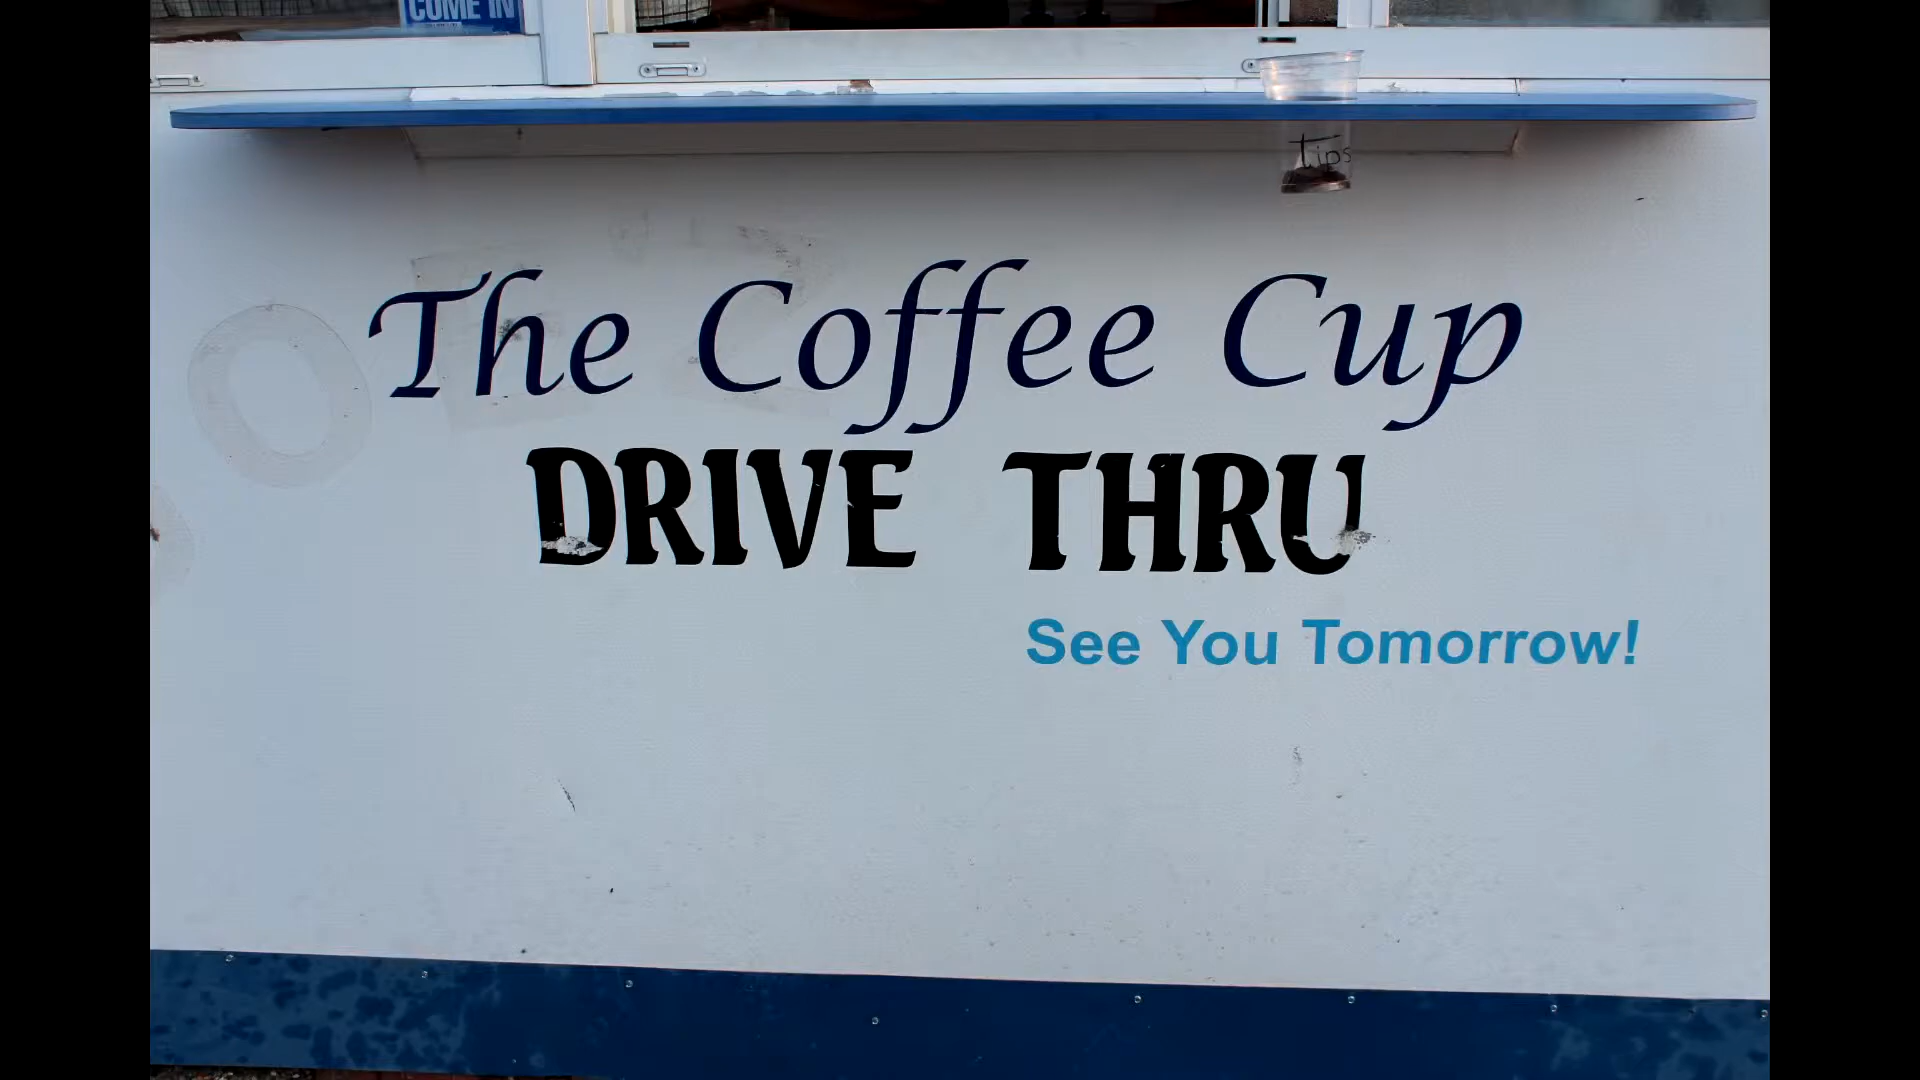 COME IN
tips
The Coffee Cup
DRIVE THRU
See You Tomorrow!